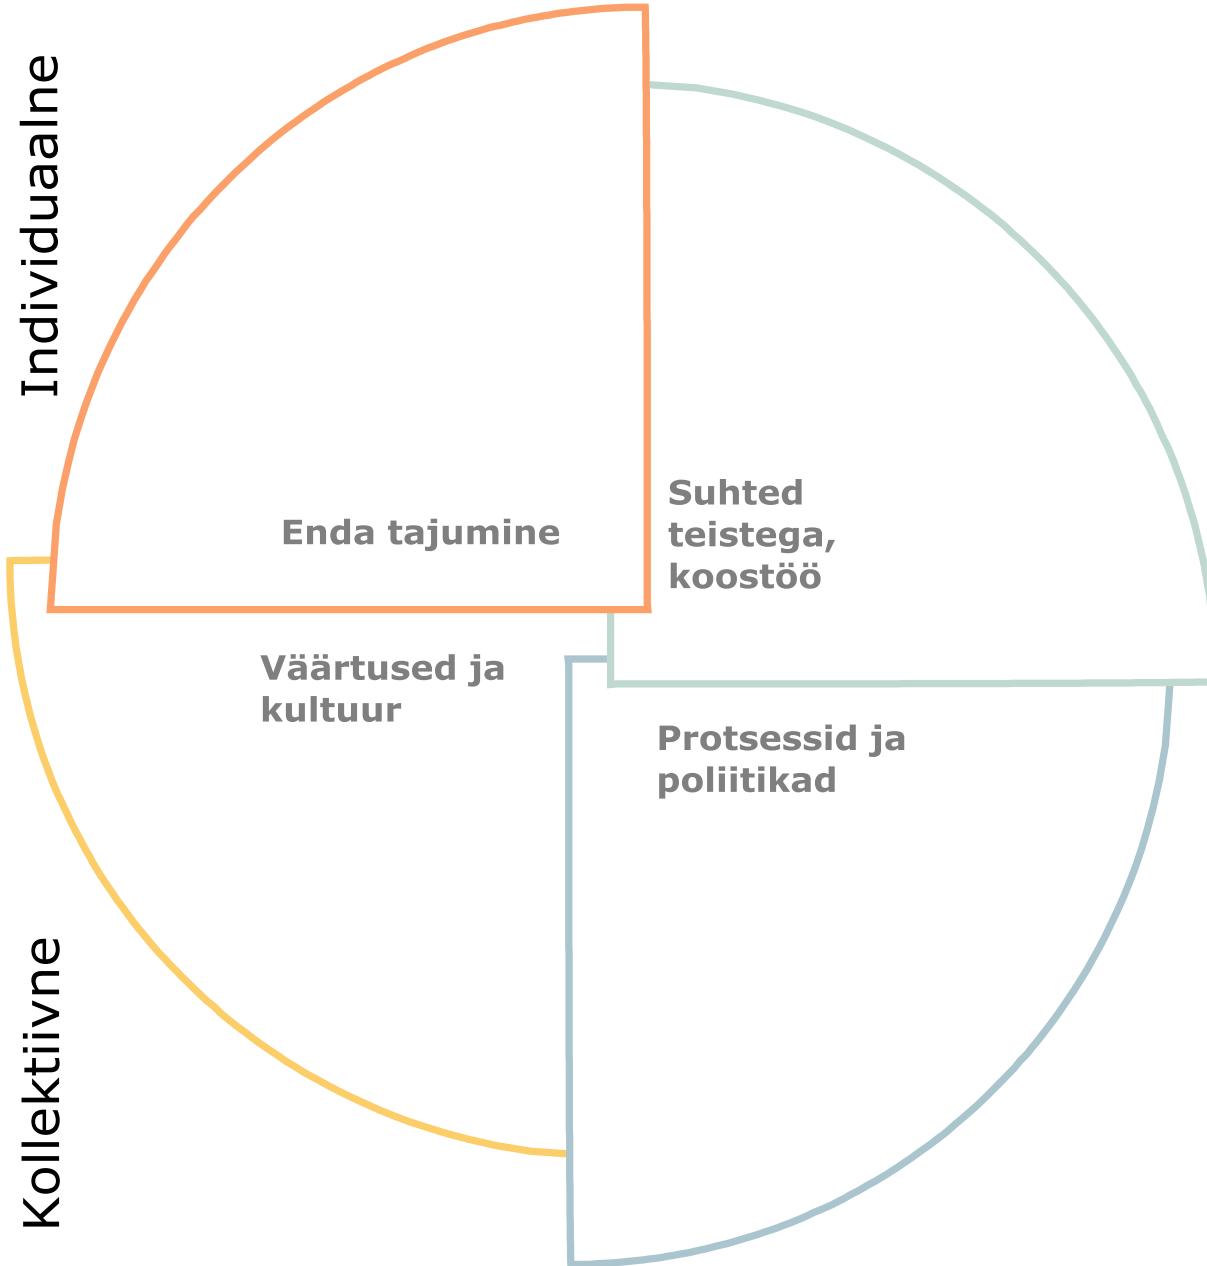 Individuaalne
Enda tajumine
Suhted
teistega,
koostöö
Väärtused ja
kultuur
Protsessid ja
poliitikad
Kollektiivne